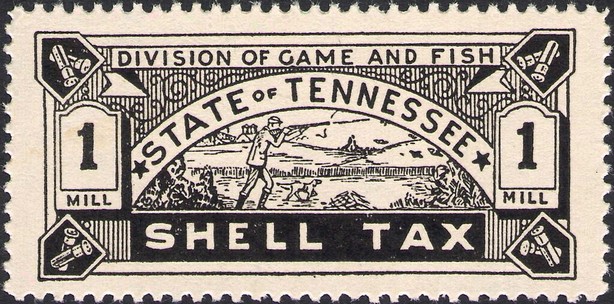 DIVISION OF GAME AND FISH
STATE OF TENNESSEE
1 1
MILL MILL
SHELL TAX